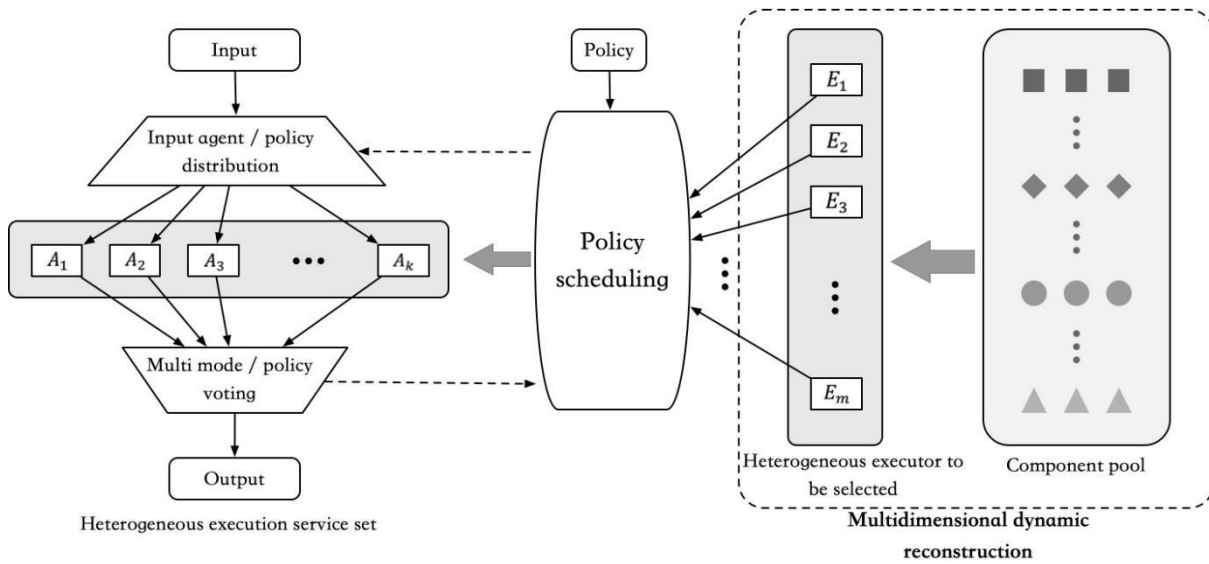 Input
Input agent / policy
distribution
A₁
A₂
A₃
•••
Aₖ
Multi mode / policy
voting
Output
Heterogeneous execution service set
Policy
Policy
scheduling
E₁
E₂
E₃
Eₘ
Heterogeneous executor to
be selected
Component pool
Multidimensional dynamic
reconstruction